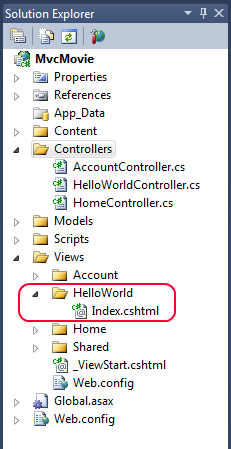 Solution Explorer
MvcMovie
Properties
References
App_Data
Content
Controllers
AccountController.cs
HelloWorldController.cs
HomeController.cs
Models
Scripts
Views
Account
HelloWorld
Index.cshtml
Home
Shared
_ViewStart.cshtml
Web.config
Global.asax
Web.config